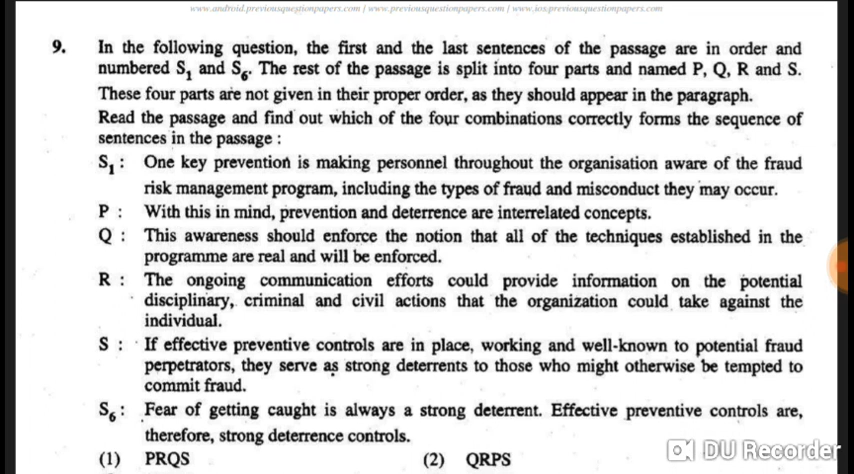 www.android.previousquestionpapers.com | www.previousquestionpapers.com | www.ios.previousquestionpapers.com
9. In the following question, the first and the last sentences of the passage are in order and
numbered S1 and S6. The rest of the passage is split into four parts and named P, Q, R and S.
These four parts are not given in their proper order, as they should appear in the paragraph.
Read the passage and find out which of the four combinations correctly forms the sequence of
sentences in the passage :
S1 : One key prevention is making personnel throughout the organisation aware of the fraud
risk management program, including the types of fraud and misconduct they may occur.
P : With this in mind, prevention and deterrence are interrelated concepts.
Q : This awareness should enforce the notion that all of the techniques established in the
programme are real and will be enforced.
R : The ongoing communication efforts could provide information on the potential
disciplinary, criminal and civil actions that the organization could take against the
individual.
S : If effective preventive controls are in place, working and well-known to potential fraud
perpetrators, they serve as strong deterrents to those who might otherwise be tempted to
commit fraud.
S6 : Fear of getting caught is always a strong deterrent. Effective preventive controls are,
therefore, strong deterrence controls.
(1) PRQS (2) QRPS
DU Recorder